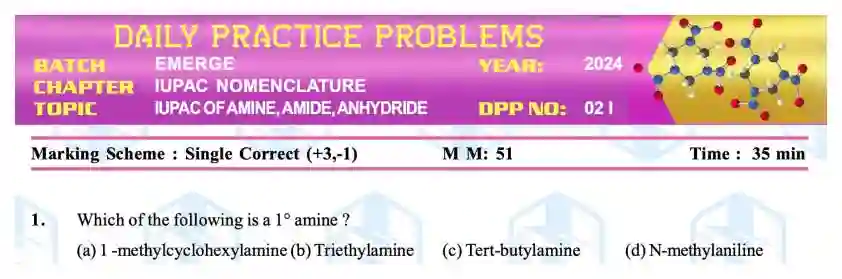 DAILY PRACTICE PROBLEMS
BATCH EMERGE YEAR: 2024
CHAPTER IUPAC NOMENCLATURE
TOPIC IUPAC OF AMINE, AMIDE, ANHYDRIDE DPP NO: 02 I
Marking Scheme : Single Correct (+3,-1) M M: 51 Time : 35 min
1. Which of the following is a 1° amine ?
(a) 1 -methylcyclohexylamine (b) Triethylamine (c) Tert-butylamine (d) N-methylaniline